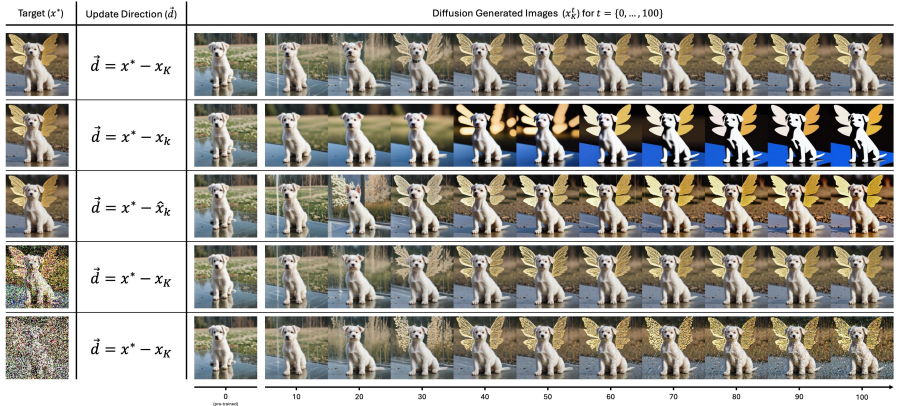 Target (x*) Update Direction (d⃗) Diffusion Generated Images (x_K^t) for t = {0, ..., 100}
d⃗ = x* − x_K
d⃗ = x* − x_k
d⃗ = x* − x̂_k
d⃗ = x* − x_K
d⃗ = x* − x_K
0 10 20 30 40 50 60 70 80 90 100
(pre-trained)